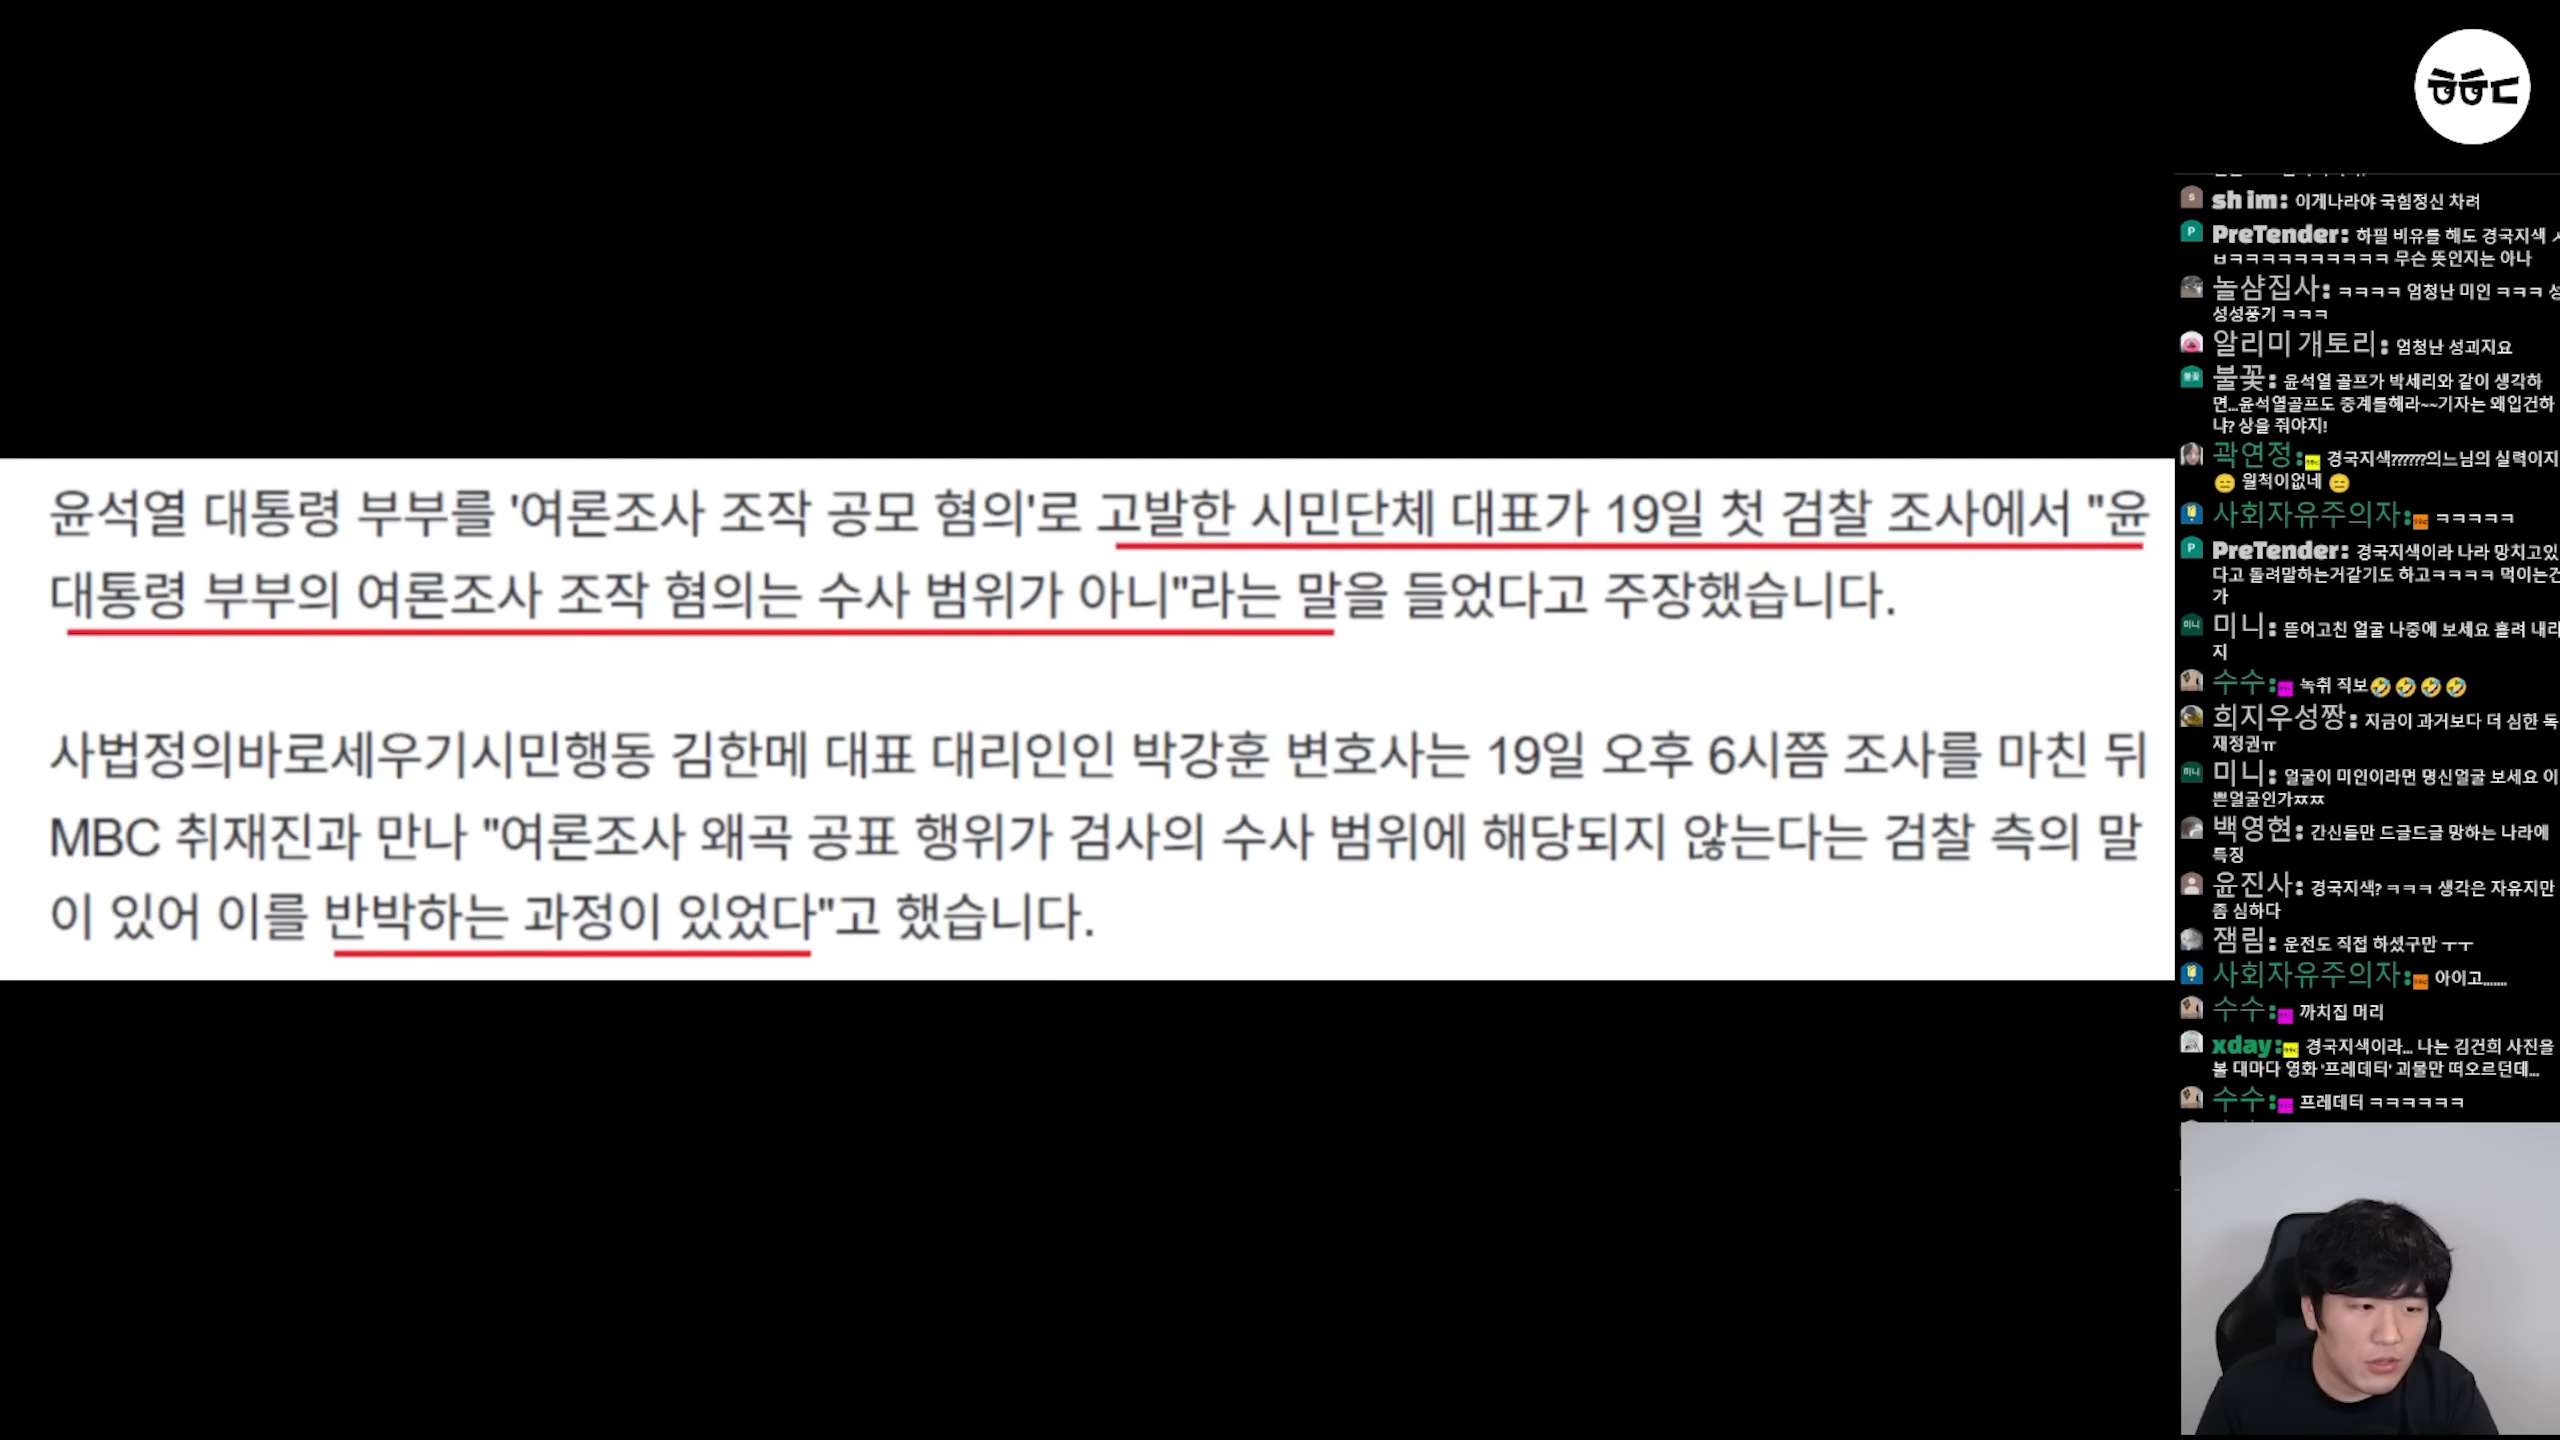 ㅎㅎㄷ
윤석열 대통령 부부를 '여론조사 조작 공모 혐의'로 고발한 시민단체 대표가 19일 첫 검찰 조사에서 "윤
대통령 부부의 여론조사 조작 혐의는 수사 범위가 아니"라는 말을 들었다고 주장했습니다.
사법정의바로세우기시민행동 김한메 대표 대리인인 박강훈 변호사는 19일 오후 6시쯤 조사를 마친 뒤
MBC 취재진과 만나 "여론조사 왜곡 공표 행위가 검사의 수사 범위에 해당되지 않는다는 검찰 측의 말
이 있어 이를 반박하는 과정이 있었다"고 했습니다.
sh im: 이게나라야 국힘정신 차려
PreTender: 하필 비유를 해도 경국지색 ㅅ
ㅂㅋㅋㅋㅋㅋㅋㅋㅋㅋㅋ 무슨 뜻인지는 아나
놀샴집사: ㅋㅋㅋㅋ 엄청난 미인 ㅋㅋㅋ 성
성성풍기 ㅋㅋㅋ
알리미 개토리: 엄청난 성괴지요
불꽃: 윤석열 골프가 박세리와 같이 생각하
면...윤석열골프도 중계를해라~~기자는 왜입건하
냐? 상을 줘야지!
곽연정: 경국지색??????의느님의 실력이지
😑 월척이없네 😑
사회자유주의자: ㅋㅋㅋㅋㅋ
PreTender: 경국지색이라 나라 망치고있
다고 돌려말하는거같기도 하고ㅋㅋㅋㅋ 먹이는건
가
미니: 뜯어고친 얼굴 나중에 보세요 흘려 내리
지
수수: 녹취 직보🤣🤣🤣🤣
희지우성짱: 지금이 과거보다 더 심한 독
재정권ㅠ
미니: 얼굴이 미인이라면 명신얼굴 보세요 이
쁜얼굴인가ㅉㅉ
백영현: 간신들만 드글드글 망하는 나라에
특징
윤진사: 경국지색? ㅋㅋㅋ 생각은 자유지만
좀 심하다
잼림: 운전도 직접 하셨구만 ㅜㅜ
사회자유주의자: 아이고.......
수수: 까치집 머리
xday: 경국지색이라... 나는 김건희 사진을
볼 대마다 영화 '프레데터' 괴물만 떠오르던데...
수수: 프레데터 ㅋㅋㅋㅋㅋㅋ